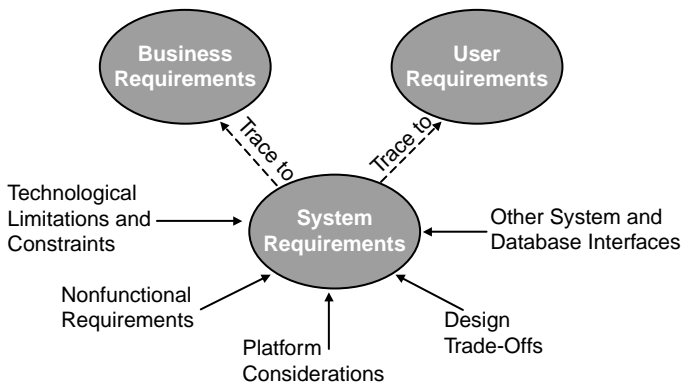 Business
Requirements
User
Requirements
Trace to
Trace to
Technological
Limitations and
Constraints
System
Requirements
Other System and
Database Interfaces
Nonfunctional
Requirements
Design
Trade-Offs
Platform
Considerations